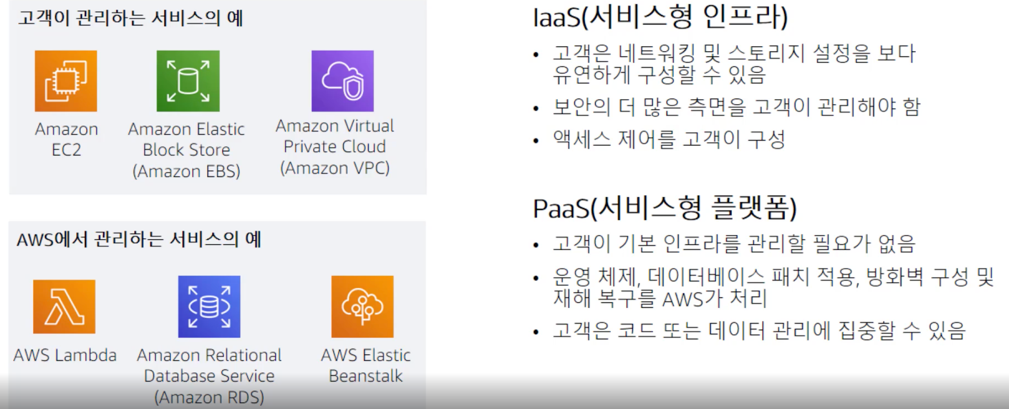 고객이 관리하는 서비스의 예
Amazon
EC2
Amazon Elastic
Block Store
(Amazon EBS)
Amazon Virtual
Private Cloud
(Amazon VPC)
AWS에서 관리하는 서비스의 예
AWS Lambda
Amazon Relational
Database Service
(Amazon RDS)
AWS Elastic
Beanstalk
IaaS(서비스형 인프라)
• 고객은 네트워킹 및 스토리지 설정을 보다
유연하게 구성할 수 있음
• 보안의 더 많은 측면을 고객이 관리해야 함
• 액세스 제어를 고객이 구성
PaaS(서비스형 플랫폼)
• 고객이 기본 인프라를 관리할 필요가 없음
• 운영 체제, 데이터베이스 패치 적용, 방화벽 구성 및
재해 복구를 AWS가 처리
• 고객은 코드 또는 데이터 관리에 집중할 수 있음